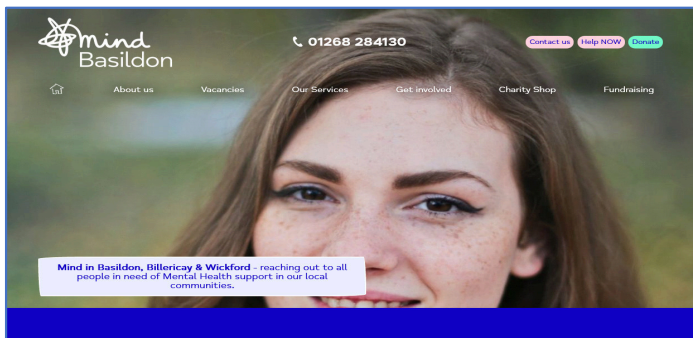 mind
Basildon
01268 284130
Contact us
Help NOW
Donate
About us
Vacancies
Our Services
Get involved
Charity Shop
Fundraising
Mind in Basildon, Billericay & Wickford - reaching out to all
people in need of Mental Health support in our local
communities.